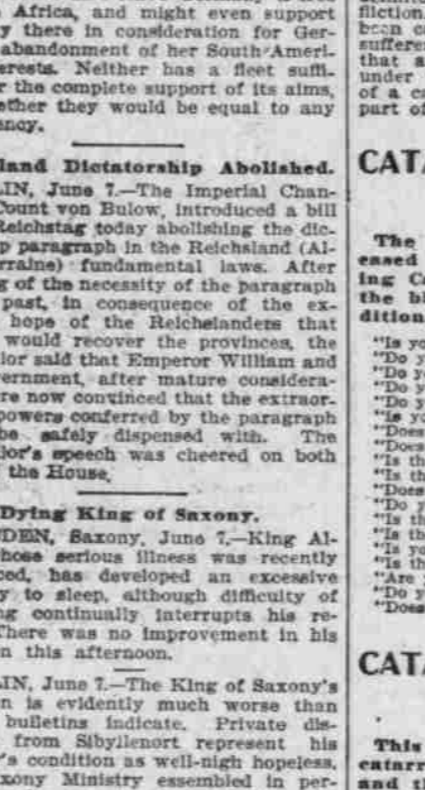 Africa, and might even support
y there in consideration for Ger-
abandonment of her South-Ameri-
erests. Neither has a fleet suffi-
r the complete support of its aims,
ether they would be equal to any
ency.
land Dictatorship Abolished.
LIN, June 7.—The Imperial Chan-
Count von Bulow, introduced a bill
Reichstag today abolishing the dic-
p paragraph in the Reichsland (Al-
rraine) fundamental laws. After
g of the necessity of the paragraph
past, in consequence of the ex-
hope of the Reichslanders that
would recover the provinces, the
lor said that Emperor William and
ernment, after mature considera-
re now convinced that the extraor-
powers conferred by the paragraph
be safely dispensed with. The
lor's speech was cheered on both
the House.
Dying King of Saxony.
DEN, Saxony, June 7.—King Al-
hose serious illness was recently
ced, has developed an excessive
y to sleep, although difficulty of
ng continually interrupts his re-
There was no improvement in his
n this afternoon.
LIN, June 7.—The King of Saxony's
n is evidently much worse than
bulletins indicate. Private dis-
from Sibyllenort represent his
's condition as well-nigh hopeless.
xony Ministry essembled in per-
fliction
been c
suffere
that a
under
of a ca
part of
CATA
The
eased
ing Ca
the bl
dition
"Is yo
"Do y
"Do y
"Do y
"Do y
"Is yo
"Does
"Does
"Is th
"Is th
"Does
"Do y
"Is th
"Is th
"Is yo
"Is th
"Are y
"Do y
"Does
CATA
This
catarr
and th